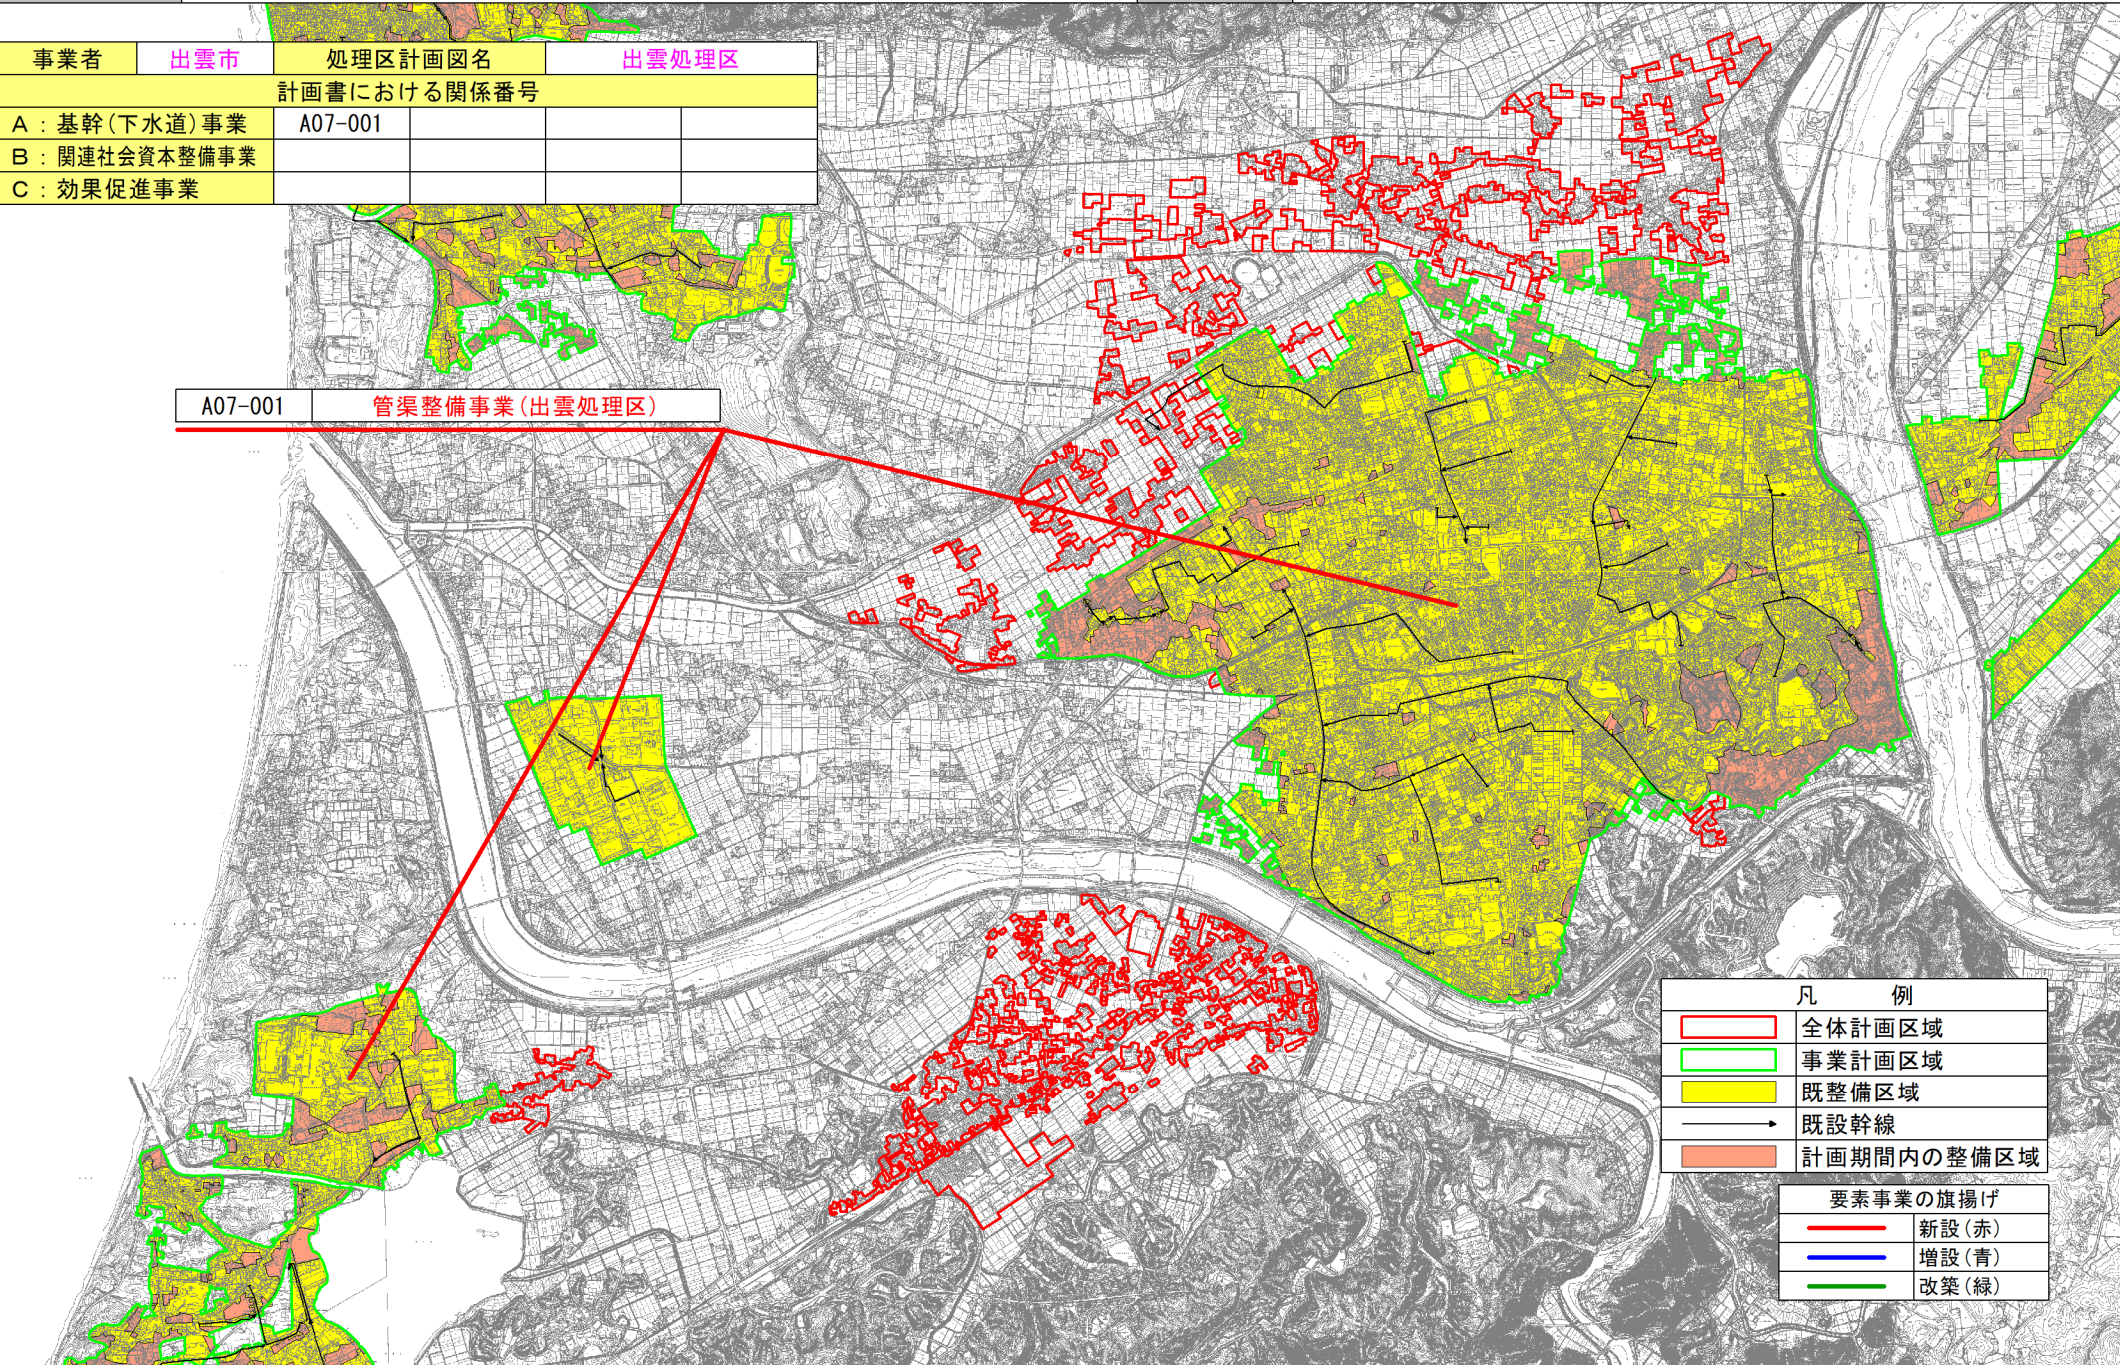 事業者 出雲市 処理区計画図名 出雲処理区
計画書における関係番号
A：基幹(下水道)事業 A07-001
B：関連社会資本整備事業
C：効果促進事業
A07-001 管渠整備事業(出雲処理区)
凡 例
全体計画区域
事業計画区域
既整備区域
既設幹線
計画期間内の整備区域
要素事業の旗揚げ
新設(赤)
増設(青)
改築(緑)